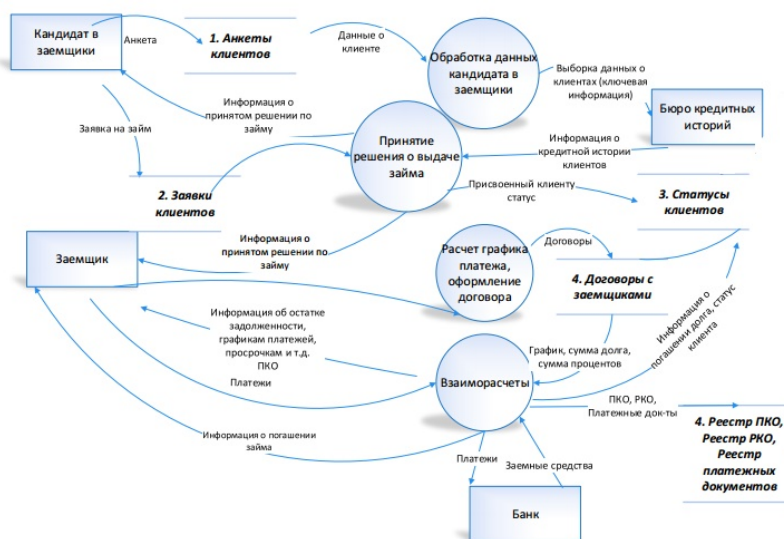 Кандидат в
заемщики
Анкета
1. Анкеты
клиентов
Данные о
клиенте
Обработка данных
кандидата в
заемщики
Выборка данных о
клиентах (ключевая
информация)
Бюро кредитных
историй
Информация о
принятом решении по
займу
Заявка на займ
Принятие
решения о выдаче
займа
Информация о
кредитной истории
клиентов
Присвоенный клиенту
статус
2. Заявки
клиентов
3. Статусы
клиентов
Информация о
принятом решении по
займу
Заемщик
Расчет графика
платежа,
оформление
договора
Договоры
4. Договоры с
заемщиками
Информация о
погашении долга, статус
клиента
Информация об остатке
задолженности,
графикам платежей,
просрочкам и т.д.
ПКО
Платежи
График, сумма долга,
сумма процентов
Взаиморасчеты
ПКО, РКО,
Платежные док-ты
4. Реестр ПКО,
Реестр РКО,
Реестр
платежных
документов
Информация о погашении
займа
Платежи
Заемные средства
Банк